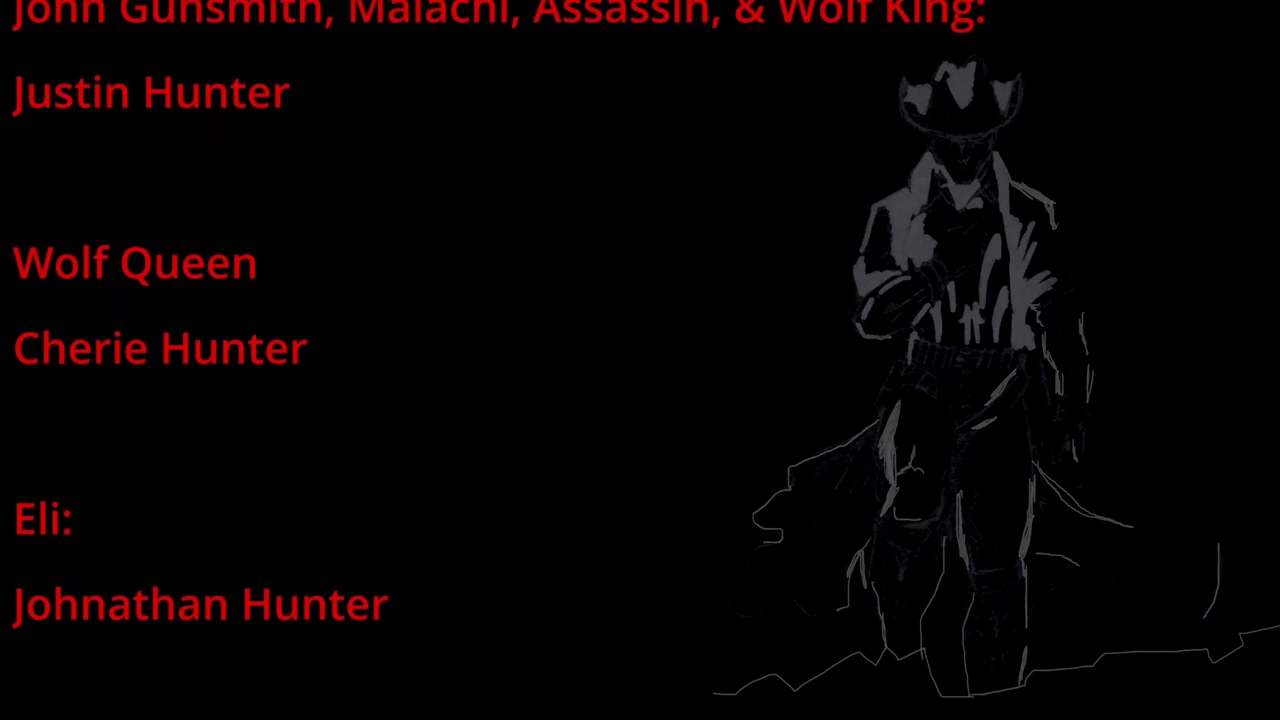 John Gunsmith, Malachi, Assassin, & Wolf King:
Justin Hunter
Wolf Queen
Cherie Hunter
Eli:
Johnathan Hunter